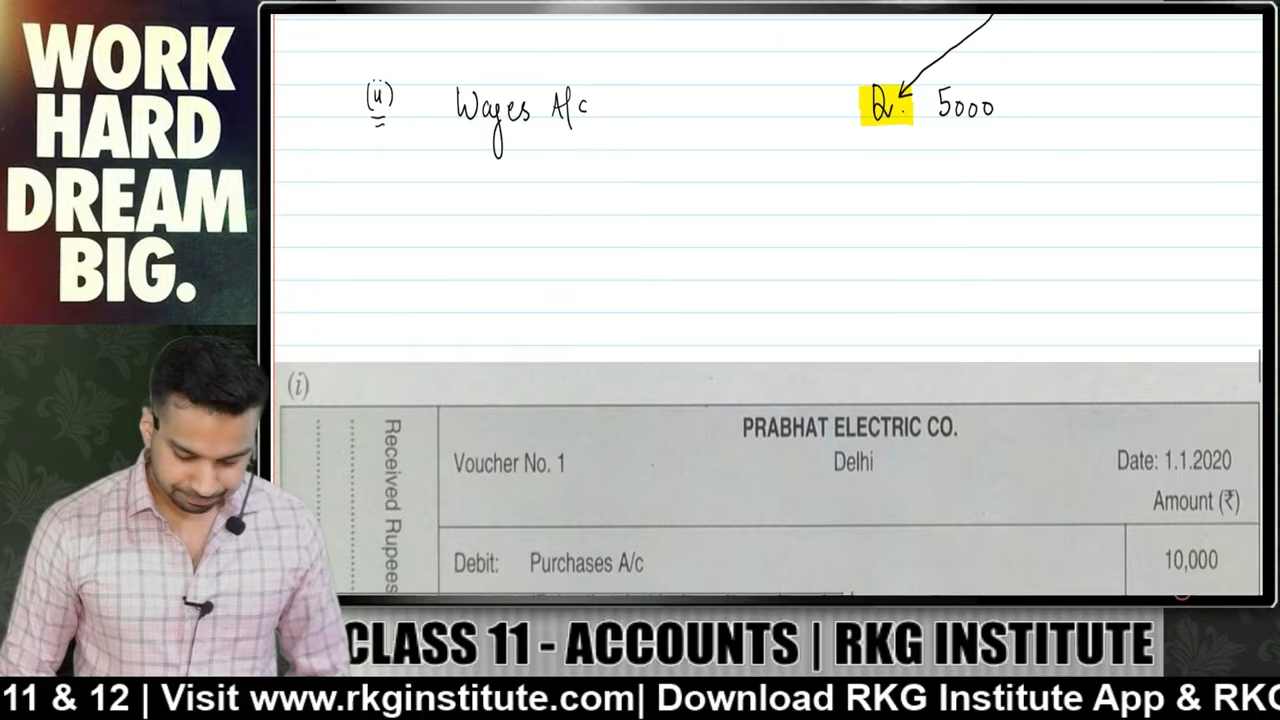 WORK
HARD
DREAM
BIG.
(ii) Wages A/c Dr. 5000
(i)
PRABHAT ELECTRIC CO.
Voucher No. 1 Delhi Date: 1.1.2020
Amount (₹)
Received Rupees
Debit: Purchases A/c 10,000
CLASS 11 - ACCOUNTS | RKG INSTITUTE
11 & 12 | Visit www.rkginstitute.com| Download RKG Institute App & RKG